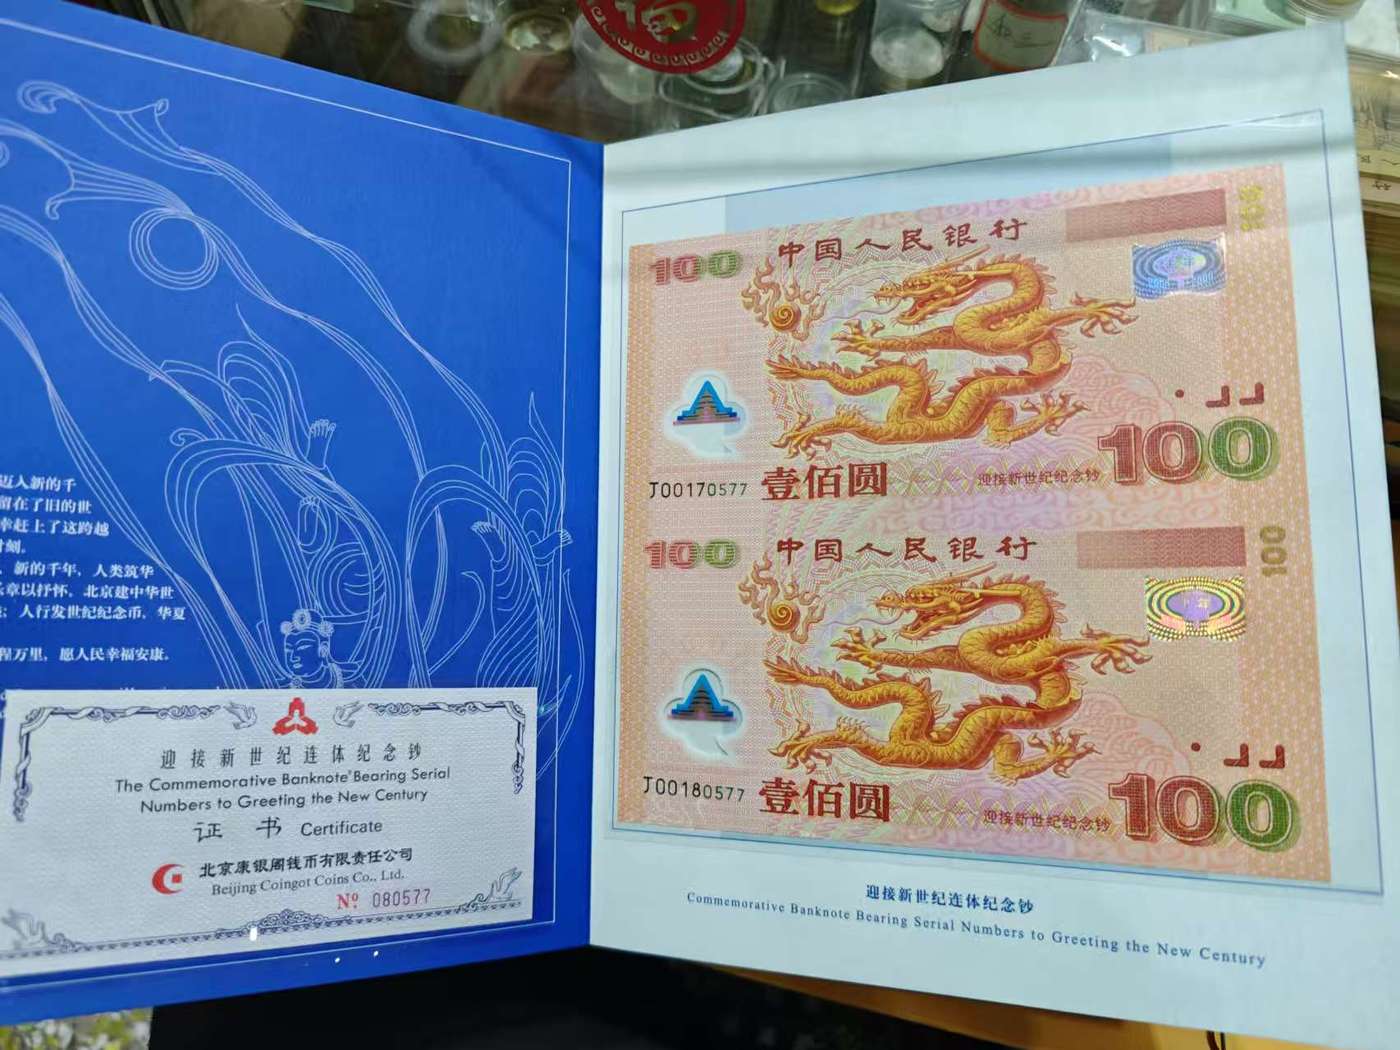 福
迈入新的千
留在了旧的世
幸赶上了这跨越
时刻。
、新的千年，人类筑华
乐章以抒怀，北京建中华世
；人行发世纪纪念币，华夏
程万里，愿人民幸福安康。
迎接新世纪连体纪念钞
The Commemorative Banknote Bearing Serial
Numbers to Greeting the New Century
证书 Certificate
北京康银阁钱币有限责任公司
Beijing Coingot Coins Co., Ltd.
Nº 080577
100
中国人民银行
100
J00170577
壹佰圆
迎接新世纪纪念钞
100
100
中国人民银行
100
J00180577
壹佰圆
迎接新世纪纪念钞
100
迎接新世纪连体纪念钞
Commemorative Banknote Bearing Serial Numbers to Greeting the New Century